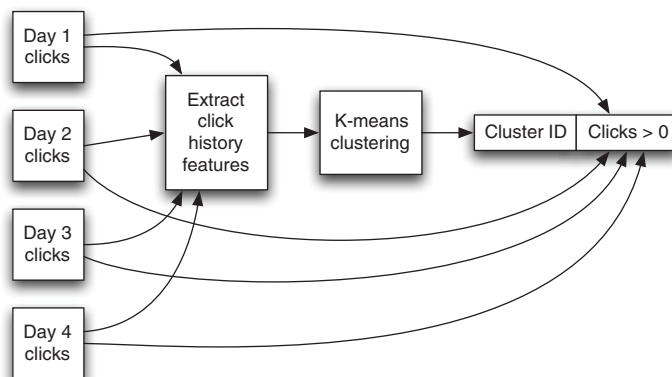 Day 1
clicks
Day 2
clicks
Day 3
clicks
Day 4
clicks
Extract
click
history
features
K-means
clustering
Cluster ID
Clicks > 0